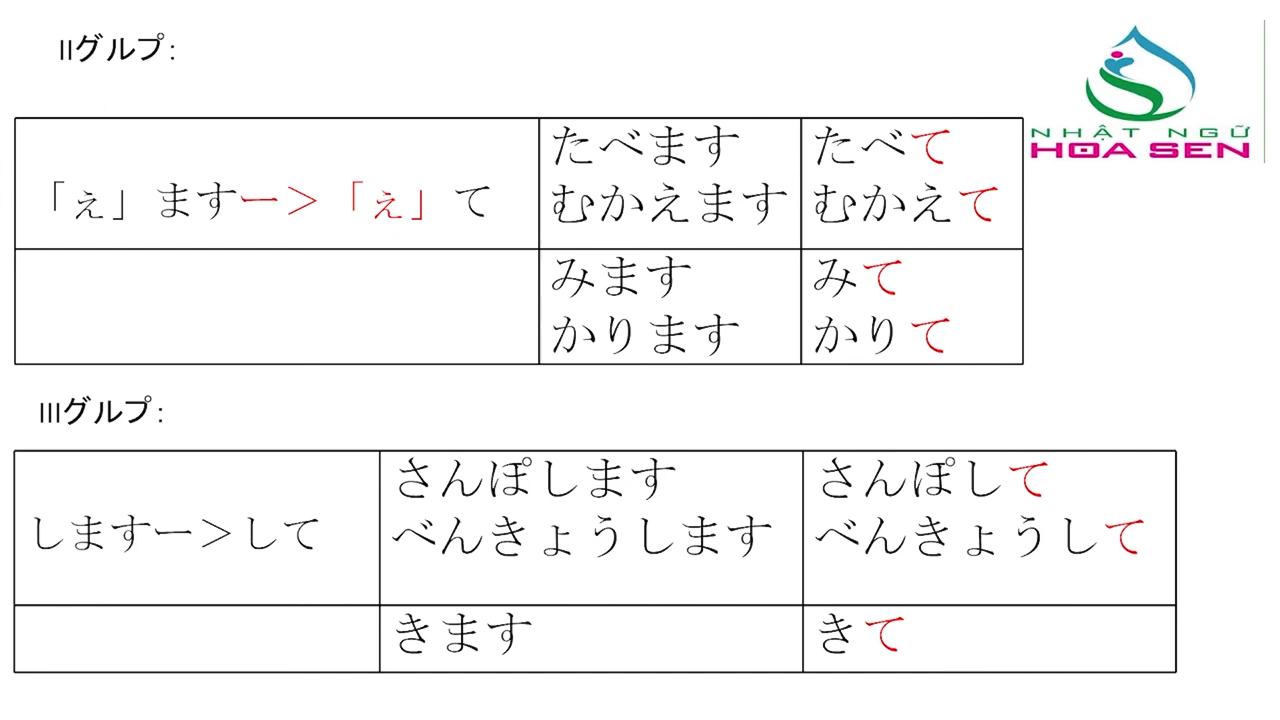 IIグルプ：
NHẬT NGỮ
HOA SEN
「ぇ」ますー＞「ぇ」て
たべます
むかえます
たべて
むかえて
みます
かります
みて
かりて
IIIグルプ：
しますー＞して
さんぽします
べんきょうします
さんぽして
べんきょうして
きます
きて